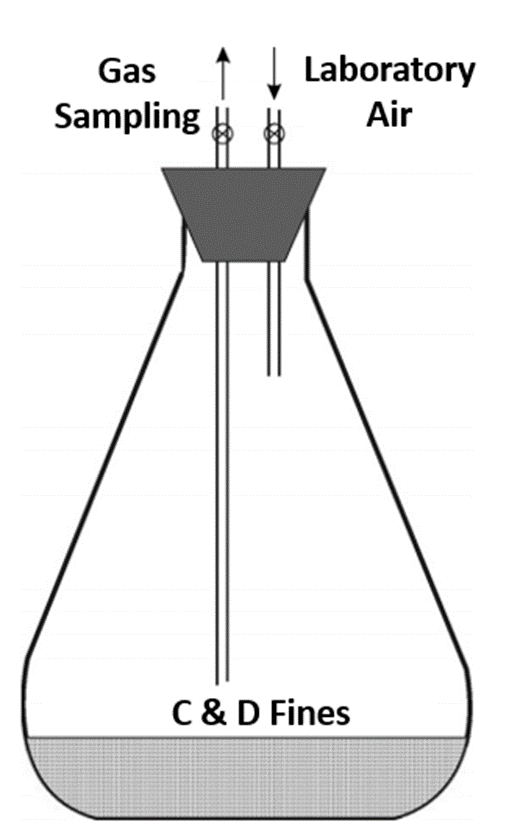 Gas
Sampling
Laboratory
Air
C & D Fines